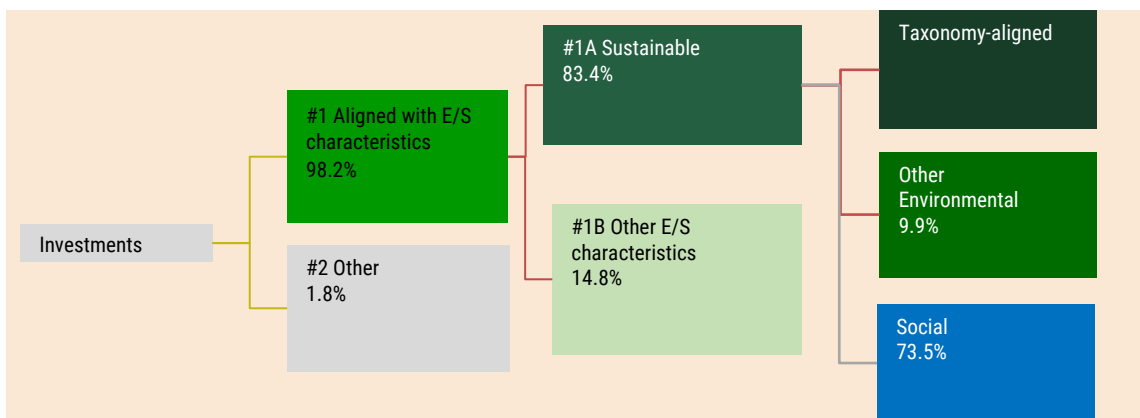 Investments
#1 Aligned with E/S
characteristics
98.2%
#2 Other
1.8%
#1A Sustainable
83.4%
#1B Other E/S
characteristics
14.8%
Taxonomy-aligned
Other
Environmental
9.9%
Social
73.5%